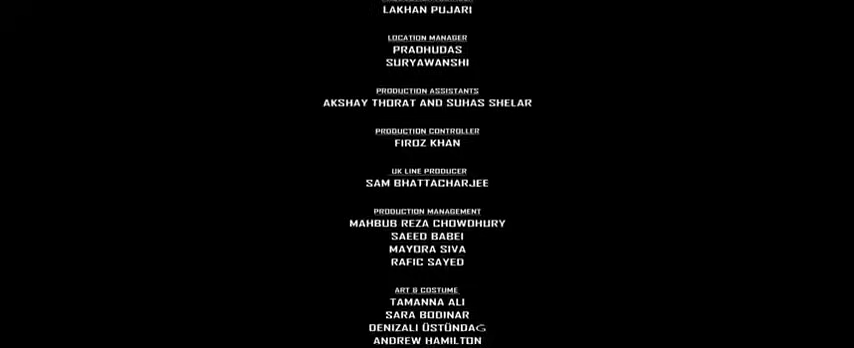 LAKHAN PUJARI
LOCATION MANAGER
PRADHUDAS
SURYAWANSHI
PRODUCTION ASSISTANTS
AKSHAY THORAT AND SUHAS SHELAR
PRODUCTION CONTROLLER
FIROZ KHAN
UK LINE PRODUCER
SAM BHATTACHARJEE
PRODUCTION MANAGEMENT
MAHBUB REZA CHOWDHURY
SAEED BABEI
MAYORA SIVA
RAFIC SAYED
ART & COSTUME
TAMANNA ALI
SARA BODINAR
DENIZALI ÜSTÜNDAG
ANDREW HAMILTON